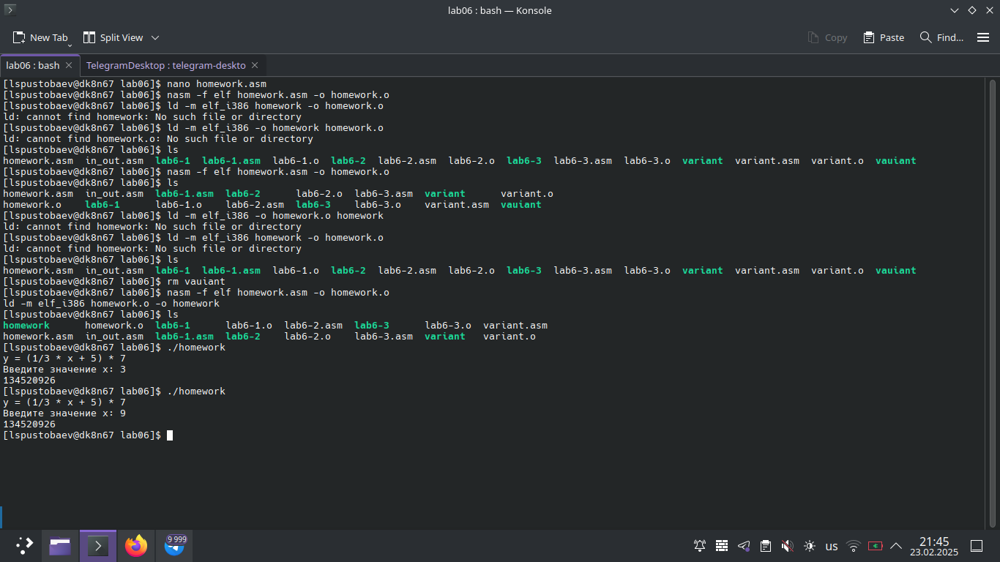 lab06 : bash — Konsole
New Tab Split View Copy Paste Find...
lab06 : bash TelegramDesktop : telegram-deskto
[lspustobaev@dk8n67 lab06]$ nano homework.asm
[lspustobaev@dk8n67 lab06]$ nasm -f elf homework.asm -o homework.o
[lspustobaev@dk8n67 lab06]$ ld -m elf_i386 homework -o homework.o
ld: cannot find homework: No such file or directory
[lspustobaev@dk8n67 lab06]$ ld -m elf_i386 -o homework homework.o
ld: cannot find homework.o: No such file or directory
[lspustobaev@dk8n67 lab06]$ ls
homework.asm in_out.asm lab6-1 lab6-1.asm lab6-1.o lab6-2 lab6-2.asm lab6-2.o lab6-3 lab6-3.asm lab6-3.o variant variant.asm variant.o vauiant
[lspustobaev@dk8n67 lab06]$ nasm -f elf homework.asm -o homework.o
[lspustobaev@dk8n67 lab06]$ ls
homework.asm in_out.asm lab6-1.asm lab6-2 lab6-2.o lab6-3.asm variant variant.o
homework.o lab6-1 lab6-1.o lab6-2.asm lab6-3 lab6-3.o variant.asm vauiant
[lspustobaev@dk8n67 lab06]$ ld -m elf_i386 -o homework.o homework
ld: cannot find homework: No such file or directory
[lspustobaev@dk8n67 lab06]$ ld -m elf_i386 homework -o homework.o
ld: cannot find homework: No such file or directory
[lspustobaev@dk8n67 lab06]$ ls
homework.asm in_out.asm lab6-1 lab6-1.asm lab6-1.o lab6-2 lab6-2.asm lab6-2.o lab6-3 lab6-3.asm lab6-3.o variant variant.asm variant.o vauiant
[lspustobaev@dk8n67 lab06]$ rm vauiant
[lspustobaev@dk8n67 lab06]$ nasm -f elf homework.asm -o homework.o
ld -m elf_i386 homework.o -o homework
[lspustobaev@dk8n67 lab06]$ ls
homework homework.o lab6-1 lab6-1.o lab6-2.asm lab6-3 lab6-3.o variant.asm
homework.asm in_out.asm lab6-1.asm lab6-2 lab6-2.o lab6-3.asm variant variant.o
[lspustobaev@dk8n67 lab06]$ ./homework
y = (1/3 * x + 5) * 7
Введите значение x: 3
134520926
[lspustobaev@dk8n67 lab06]$ ./homework
y = (1/3 * x + 5) * 7
Введите значение x: 9
134520926
[lspustobaev@dk8n67 lab06]$
9 999
us
21:45
23.02.2025